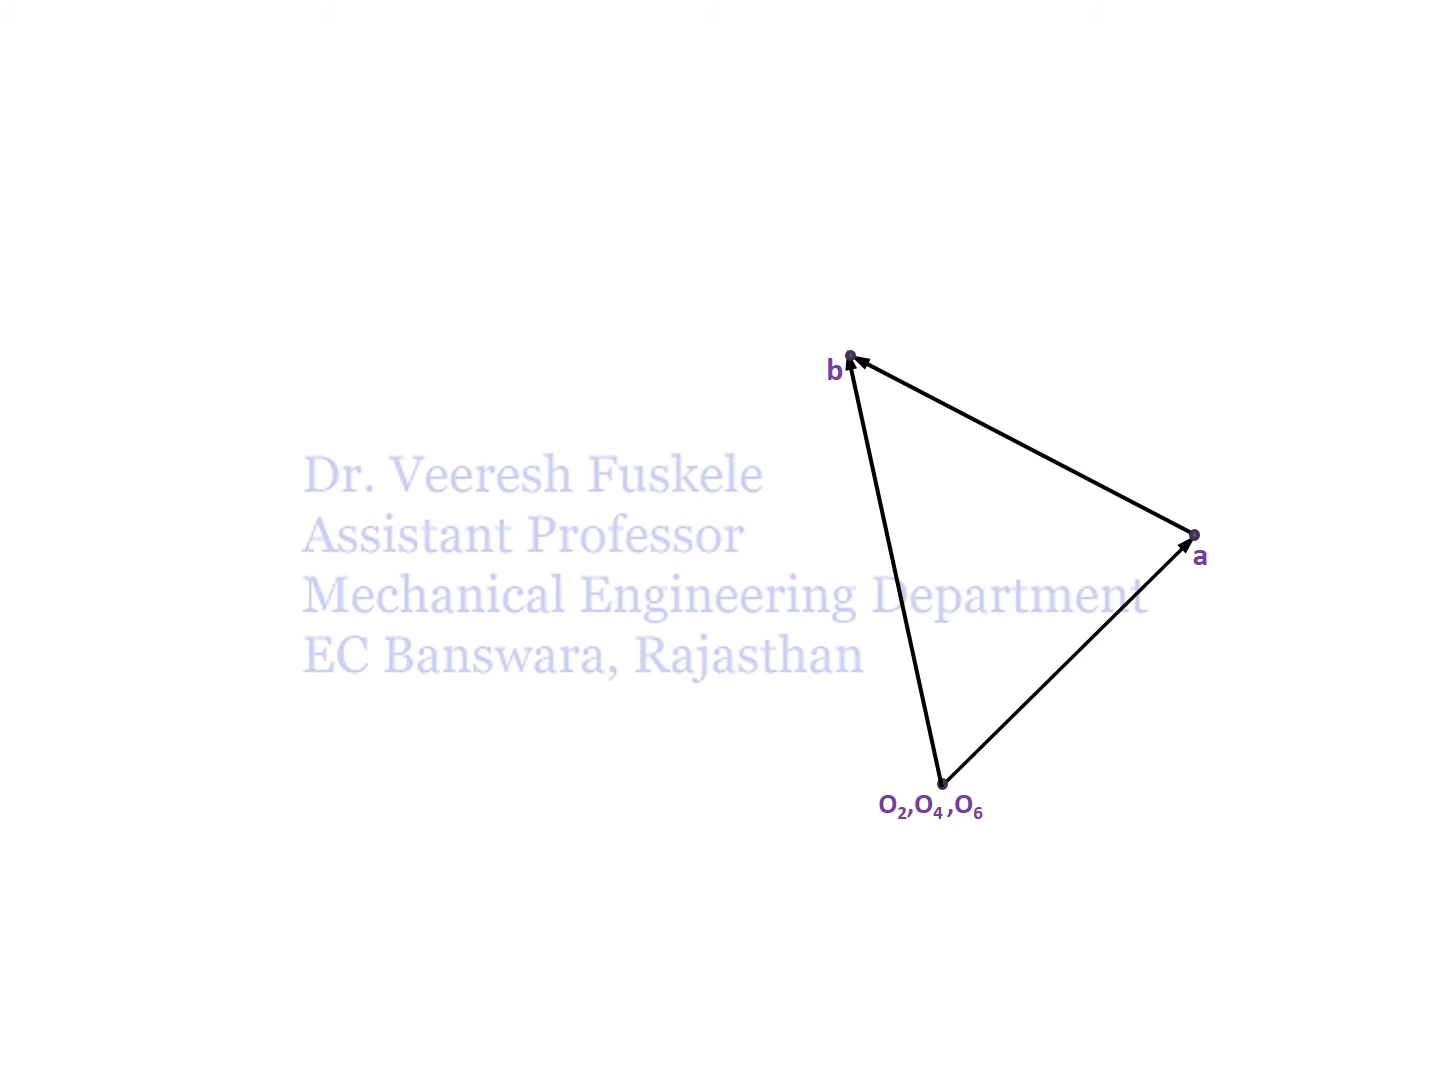 b
Dr. Veeresh Fuskele
Assistant Professor
a
Mechanical Engineering Department
EC Banswara, Rajasthan
O₂,O₄,O₆